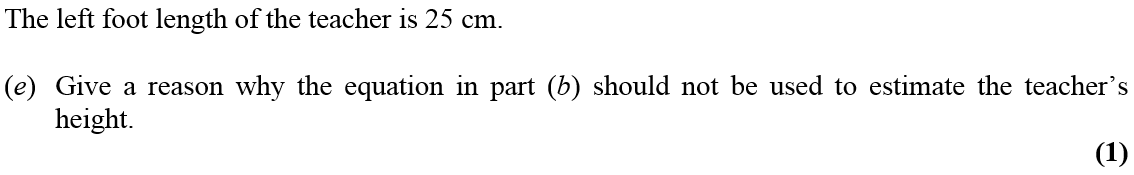 The left foot length of the teacher is 25 cm.
(e) Give a reason why the equation in part (b) should not be used to estimate the teacher’s
height.
(1)